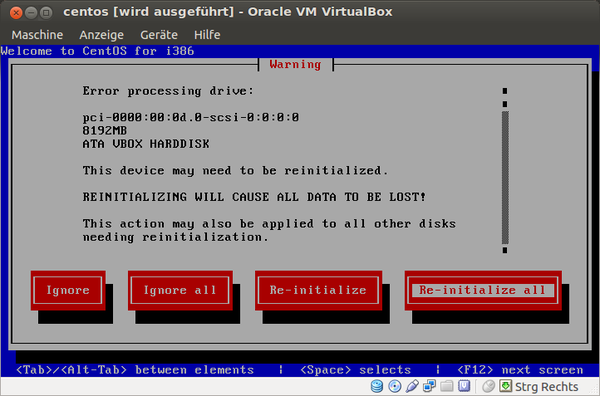 centos [wird ausgeführt] - Oracle VM VirtualBox
Maschine Anzeige Geräte Hilfe
Welcome to CentOS for i386
Warning
Error processing drive:
pci-0000:00:0d.0-scsi-0:0:0:0
8192MB
ATA VBOX HARDDISK
This device may need to be reinitialized.
REINITIALIZING WILL CAUSE ALL DATA TO BE LOST!
This action may also be applied to all other disks
needing reinitialization.
Ignore Ignore all Re-initialize Re-initialize all
<Tab>/<Alt-Tab> between elements | <Space> selects | <F12> next screen
Strg Rechts